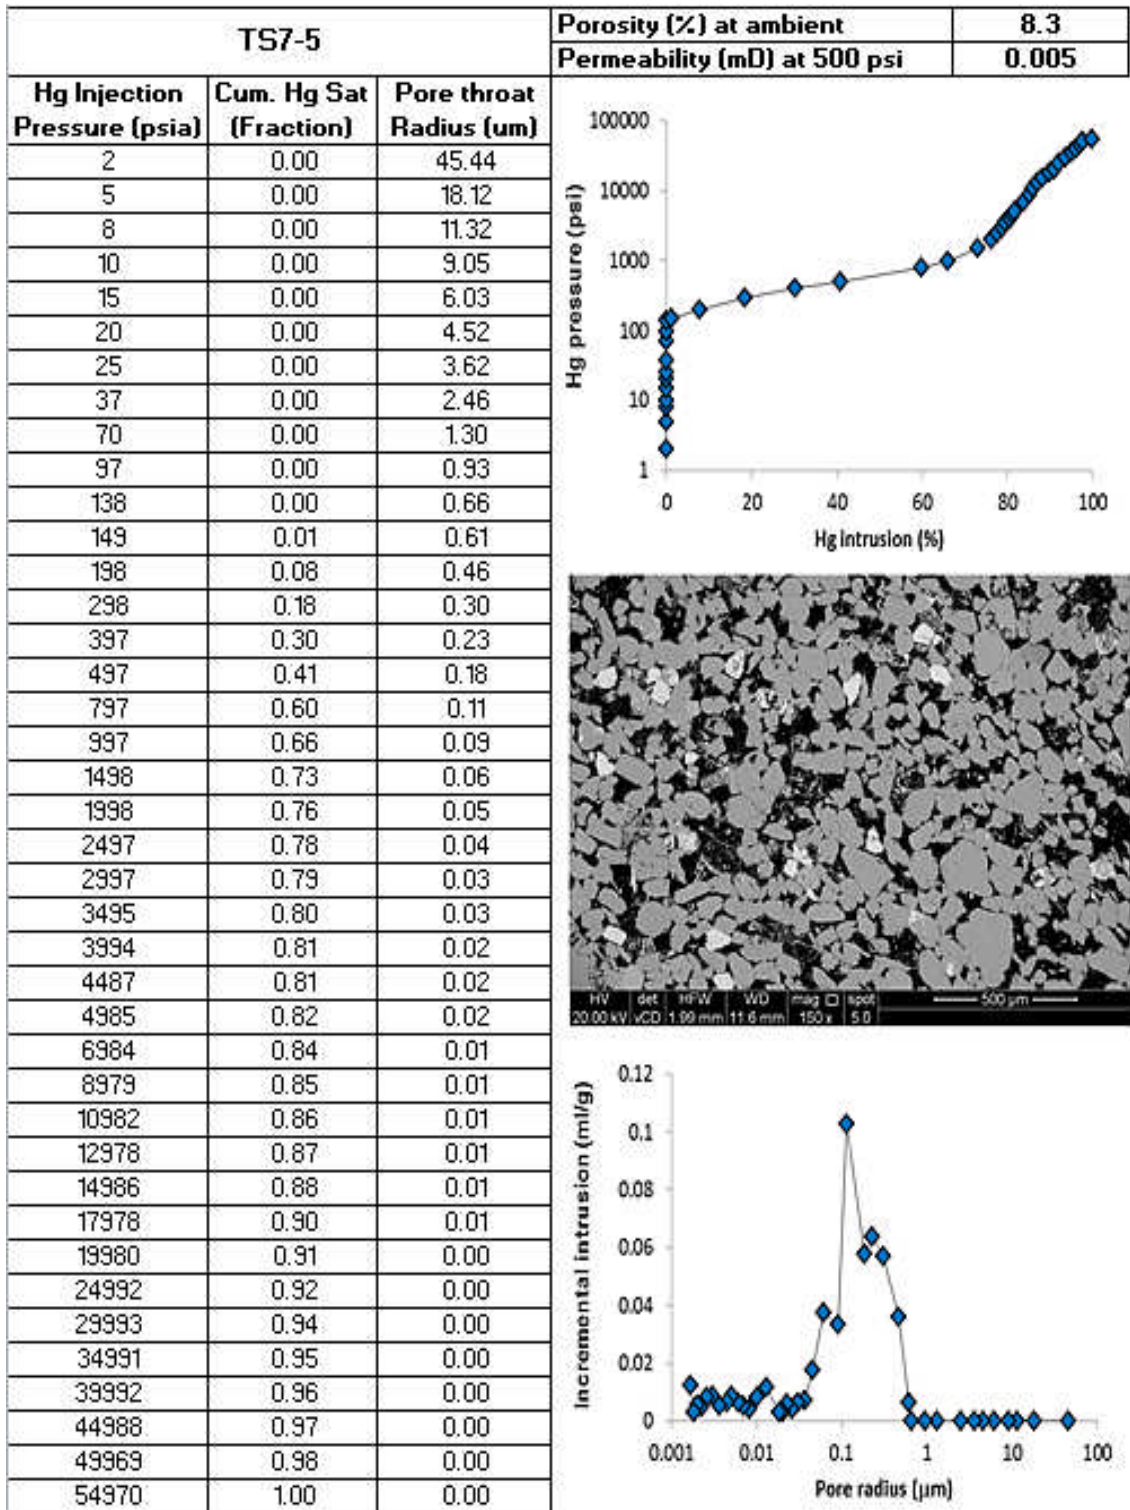 TS7-5
Porosity (%) at ambient 8.3
Permeability (mD) at 500 psi 0.005
Hg Injection Pressure (psia) Cum. Hg Sat (Fraction) Pore throat Radius (um)
2 0.00 45.44
5 0.00 18.12
8 0.00 11.32
10 0.00 9.05
15 0.00 6.03
20 0.00 4.52
25 0.00 3.62
37 0.00 2.46
70 0.00 1.30
97 0.00 0.93
138 0.00 0.66
149 0.01 0.61
198 0.08 0.46
298 0.18 0.30
397 0.30 0.23
497 0.41 0.18
797 0.60 0.11
997 0.66 0.09
1498 0.73 0.06
1998 0.76 0.05
2497 0.78 0.04
2997 0.79 0.03
3495 0.80 0.03
3994 0.81 0.02
4487 0.81 0.02
4985 0.82 0.02
6984 0.84 0.01
8979 0.85 0.01
10982 0.86 0.01
12978 0.87 0.01
14986 0.88 0.01
17978 0.90 0.01
19980 0.91 0.00
24992 0.92 0.00
29993 0.94 0.00
34991 0.95 0.00
39992 0.96 0.00
44988 0.97 0.00
49969 0.98 0.00
54970 1.00 0.00
Hg pressure (psi)
100000
10000
1000
100
10
1
0 20 40 60 80 100
Hg intrusion (%)
HV det HFW WD mag spot 500 µm
20.00 kV vCD 1.99 mm 11.6 mm 150 x 5.0
Incremental intrusion (ml/g)
0.12
0.1
0.08
0.06
0.04
0.02
0
0.001 0.01 0.1 1 10 100
Pore radius (µm)